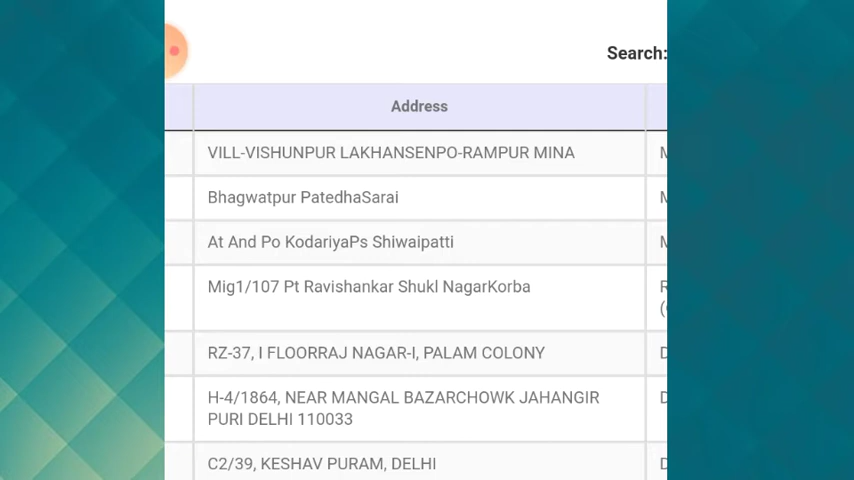 Search:
Address
VILL-VISHUNPUR LAKHANSENPO-RAMPUR MINA
Bhagwatpur PatedhaSarai
At And Po KodariyaPs Shiwaipatti
Mig1/107 Pt Ravishankar Shukl NagarKorba
RZ-37, I FLOORRAJ NAGAR-I, PALAM COLONY
H-4/1864, NEAR MANGAL BAZARCHOWK JAHANGIR
PURI DELHI 110033
C2/39, KESHAV PURAM, DELHI